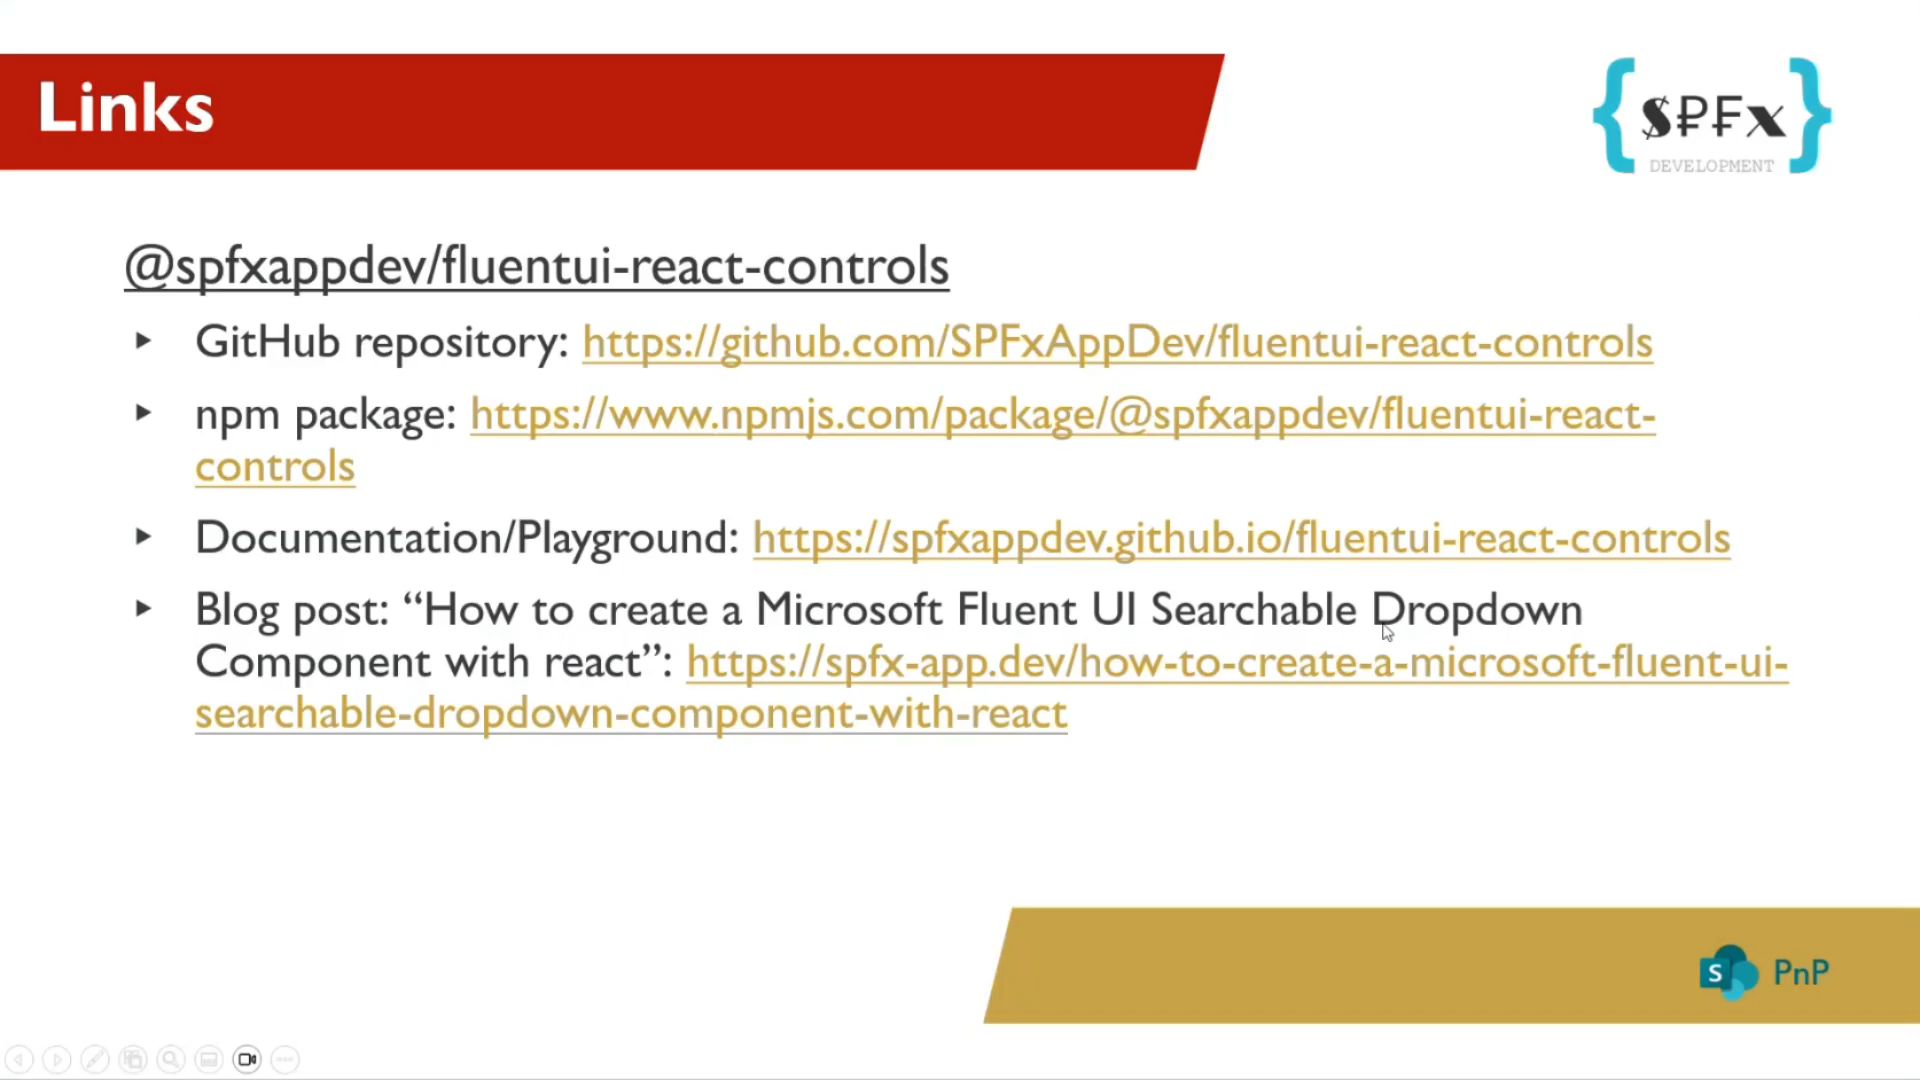 Links
$₽₣x
DEVELOPMENT
@spfxappdev/fluentui-react-controls
GitHub repository: https://github.com/SPFxAppDev/fluentui-react-controls
npm package: https://www.npmjs.com/package/@spfxappdev/fluentui-react-
controls
Documentation/Playground: https://spfxappdev.github.io/fluentui-react-controls
Blog post: “How to create a Microsoft Fluent UI Searchable Dropdown
Component with react”: https://spfx-app.dev/how-to-create-a-microsoft-fluent-ui-
searchable-dropdown-component-with-react
S PnP